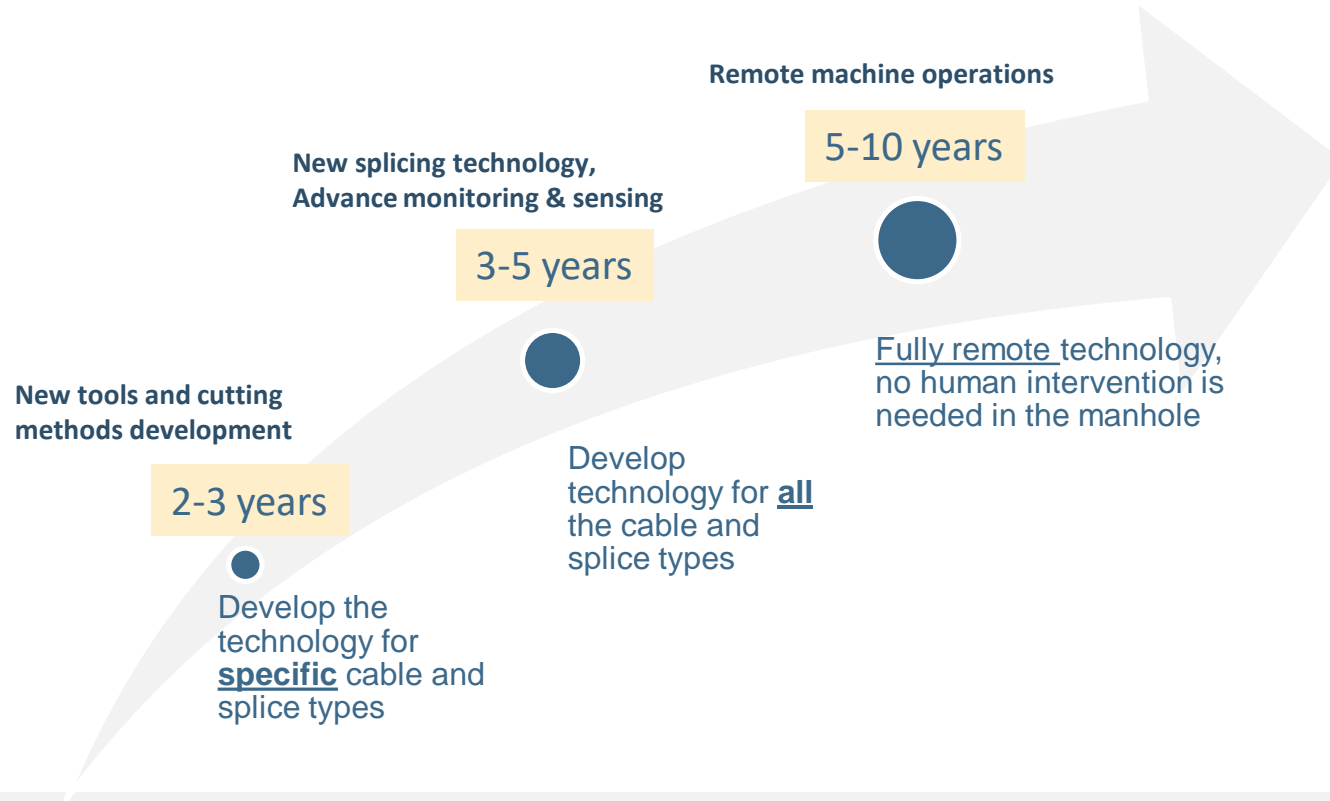 Remote machine operations
5-10 years
New splicing technology,
Advance monitoring & sensing
3-5 years
Fully remote technology,
no human intervention is
needed in the manhole
New tools and cutting
methods development
2-3 years
Develop
technology for all
the cable and
splice types
Develop the
technology for
specific cable and
splice types